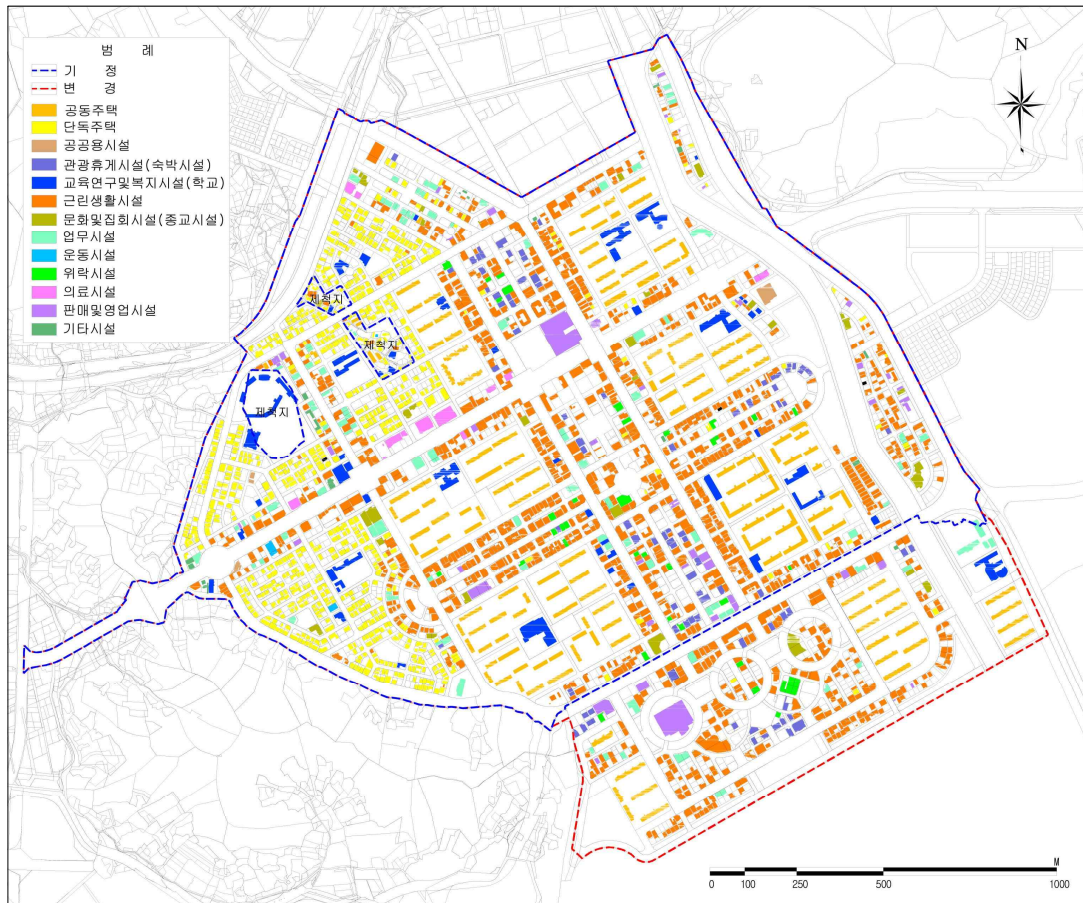 범 례
기 정
변 경
공동주택
단독주택
공공용시설
관광휴게시설(숙박시설)
교육연구및복지시설(학교)
근린생활시설
문화및집회시설(종교시설)
업무시설
운동시설
위락시설
의료시설
판매및영업시설
기타시설
N
제척지
제척지
제척지
M
0 100 250 500 1000